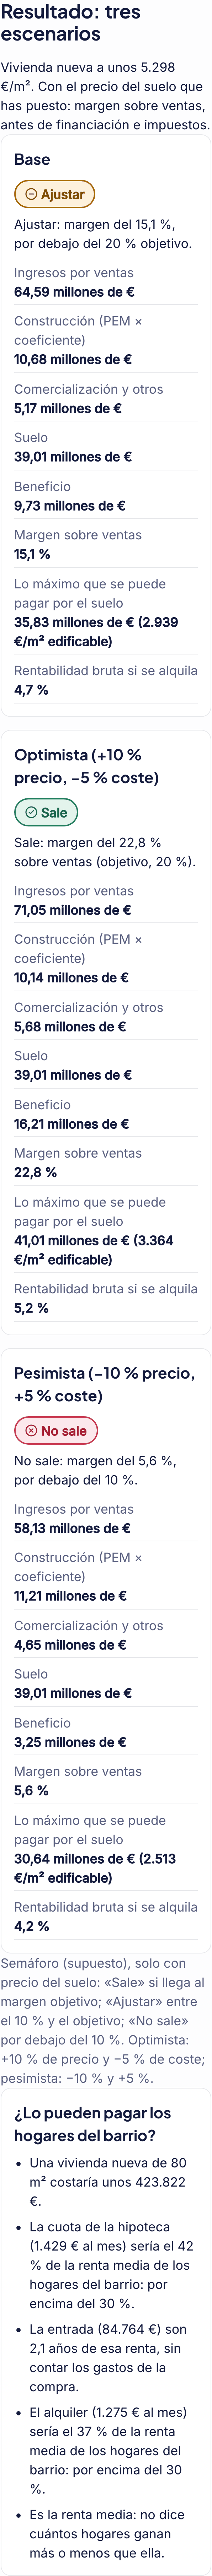 Resultado: tres
escenarios
Vivienda nueva a unos 5.298
€/m². Con el precio del suelo que
has puesto: margen sobre ventas,
antes de financiación e impuestos.
Base
Ajustar
Ajustar: margen del 15,1 %,
por debajo del 20 % objetivo.
Ingresos por ventas
64,59 millones de €
Construcción (PEM ×
coeficiente)
10,68 millones de €
Comercialización y otros
5,17 millones de €
Suelo
39,01 millones de €
Beneficio
9,73 millones de €
Margen sobre ventas
15,1 %
Lo máximo que se puede
pagar por el suelo
35,83 millones de € (2.939
€/m² edificable)
Rentabilidad bruta si se alquila
4,7 %
Optimista (+10 %
precio, −5 % coste)
Sale
Sale: margen del 22,8 %
sobre ventas (objetivo, 20 %).
Ingresos por ventas
71,05 millones de €
Construcción (PEM ×
coeficiente)
10,14 millones de €
Comercialización y otros
5,68 millones de €
Suelo
39,01 millones de €
Beneficio
16,21 millones de €
Margen sobre ventas
22,8 %
Lo máximo que se puede
pagar por el suelo
41,01 millones de € (3.364
€/m² edificable)
Rentabilidad bruta si se alquila
5,2 %
Pesimista (−10 % precio,
+5 % coste)
No sale
No sale: margen del 5,6 %,
por debajo del 10 %.
Ingresos por ventas
58,13 millones de €
Construcción (PEM ×
coeficiente)
11,21 millones de €
Comercialización y otros
4,65 millones de €
Suelo
39,01 millones de €
Beneficio
3,25 millones de €
Margen sobre ventas
5,6 %
Lo máximo que se puede
pagar por el suelo
30,64 millones de € (2.513
€/m² edificable)
Rentabilidad bruta si se alquila
4,2 %
Semáforo (supuesto), solo con
precio del suelo: «Sale» si llega al
margen objetivo; «Ajustar» entre
el 10 % y el objetivo; «No sale»
por debajo del 10 %. Optimista:
+10 % de precio y −5 % de coste;
pesimista: −10 % y +5 %.
¿Lo pueden pagar los
hogares del barrio?
• Una vivienda nueva de 80
m² costaría unos 423.822
€.
• La cuota de la hipoteca
(1.429 € al mes) sería el 42
% de la renta media de los
hogares del barrio: por
encima del 30 %.
• La entrada (84.764 €) son
2,1 años de esa renta, sin
contar los gastos de la
compra.
• El alquiler (1.275 € al mes)
sería el 37 % de la renta
media de los hogares del
barrio: por encima del 30
%.
• Es la renta media: no dice
cuántos hogares ganan
más o menos que ella.